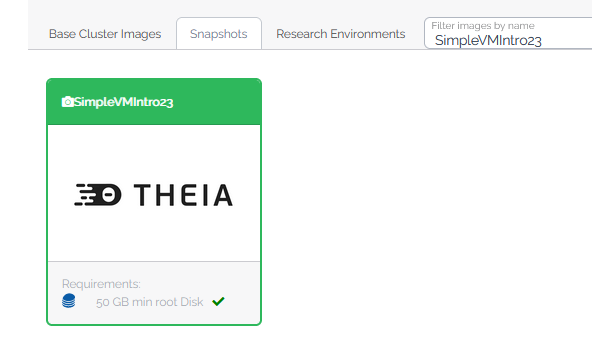 Base Cluster Images
Snapshots
Research Environments
Filter images by name
SimpleVMIntro23
SimpleVMIntro23
THEIA
Requirements:
50 GB min root Disk